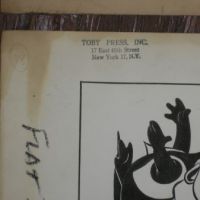 TOBY PRESS, INC.
17 East 45th Street
New York 17, N.Y.
FLAT